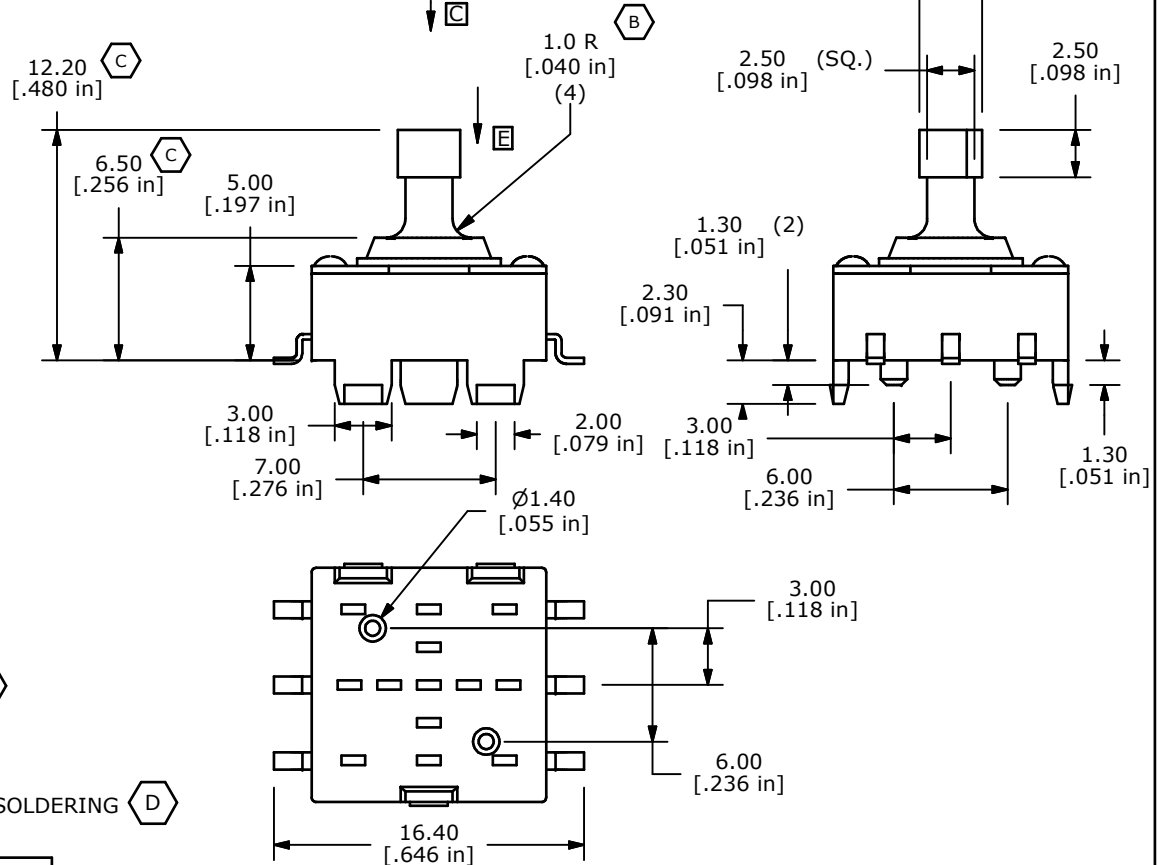 C
B
12.20
[.480 in]
C
1.0 R
[.040 in]
(4)
2.50 (SQ.)
[.098 in]
2.50
[.098 in]
E
6.50
[.256 in]
C
5.00
[.197 in]
1.30 (2)
[.051 in]
2.30
[.091 in]
3.00
[.118 in]
2.00
[.079 in]
3.00
[.118 in]
7.00
[.276 in]
6.00
[.236 in]
1.30
[.051 in]
Ø1.40
[.055 in]
3.00
[.118 in]
6.00
[.236 in]
SOLDERING D
16.40
[.646 in]